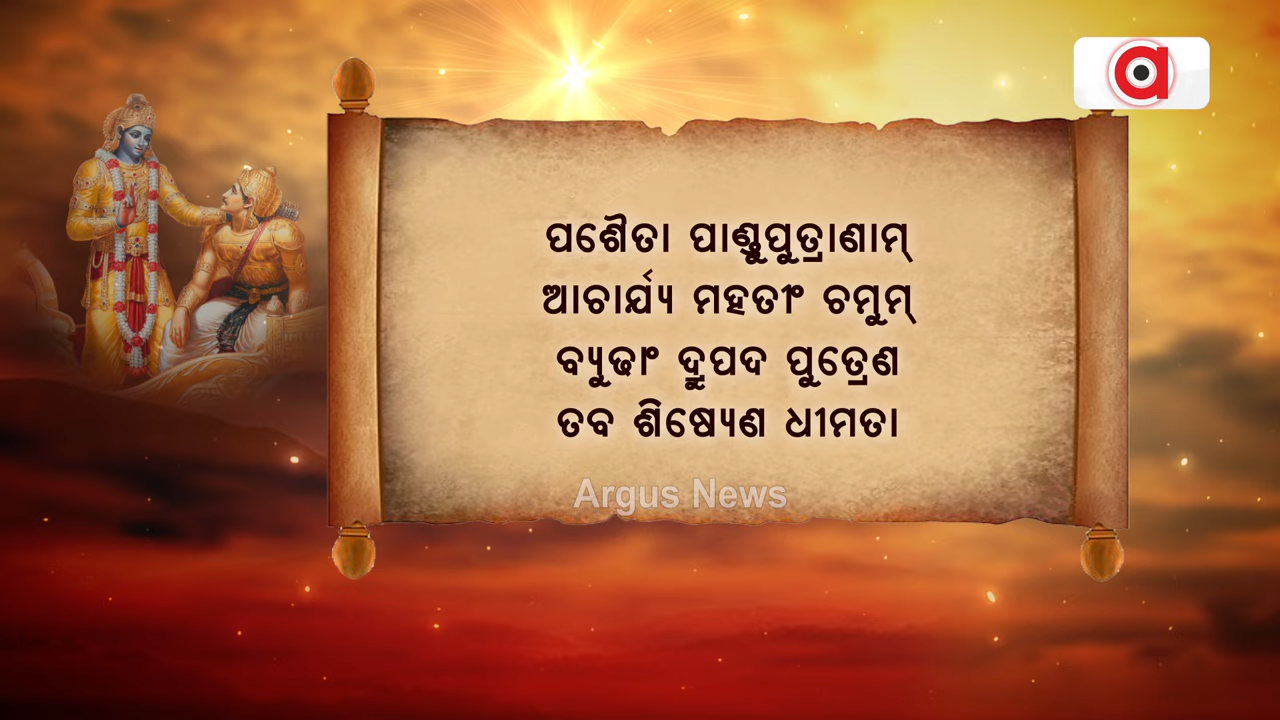 ପଶୈତା ପାଣ୍ଡୁପୁତ୍ରାଣାମ୍
ଆଚାର୍ଯ୍ୟ ମହତୀଂ ଚମୁମ୍
ବ୍ୟୁଢାଂ ଦ୍ରୁପଦ ପୁତ୍ରେଣ
ତବ ଶିଷ୍ୟେଣ ଧୀମତା
Argus News